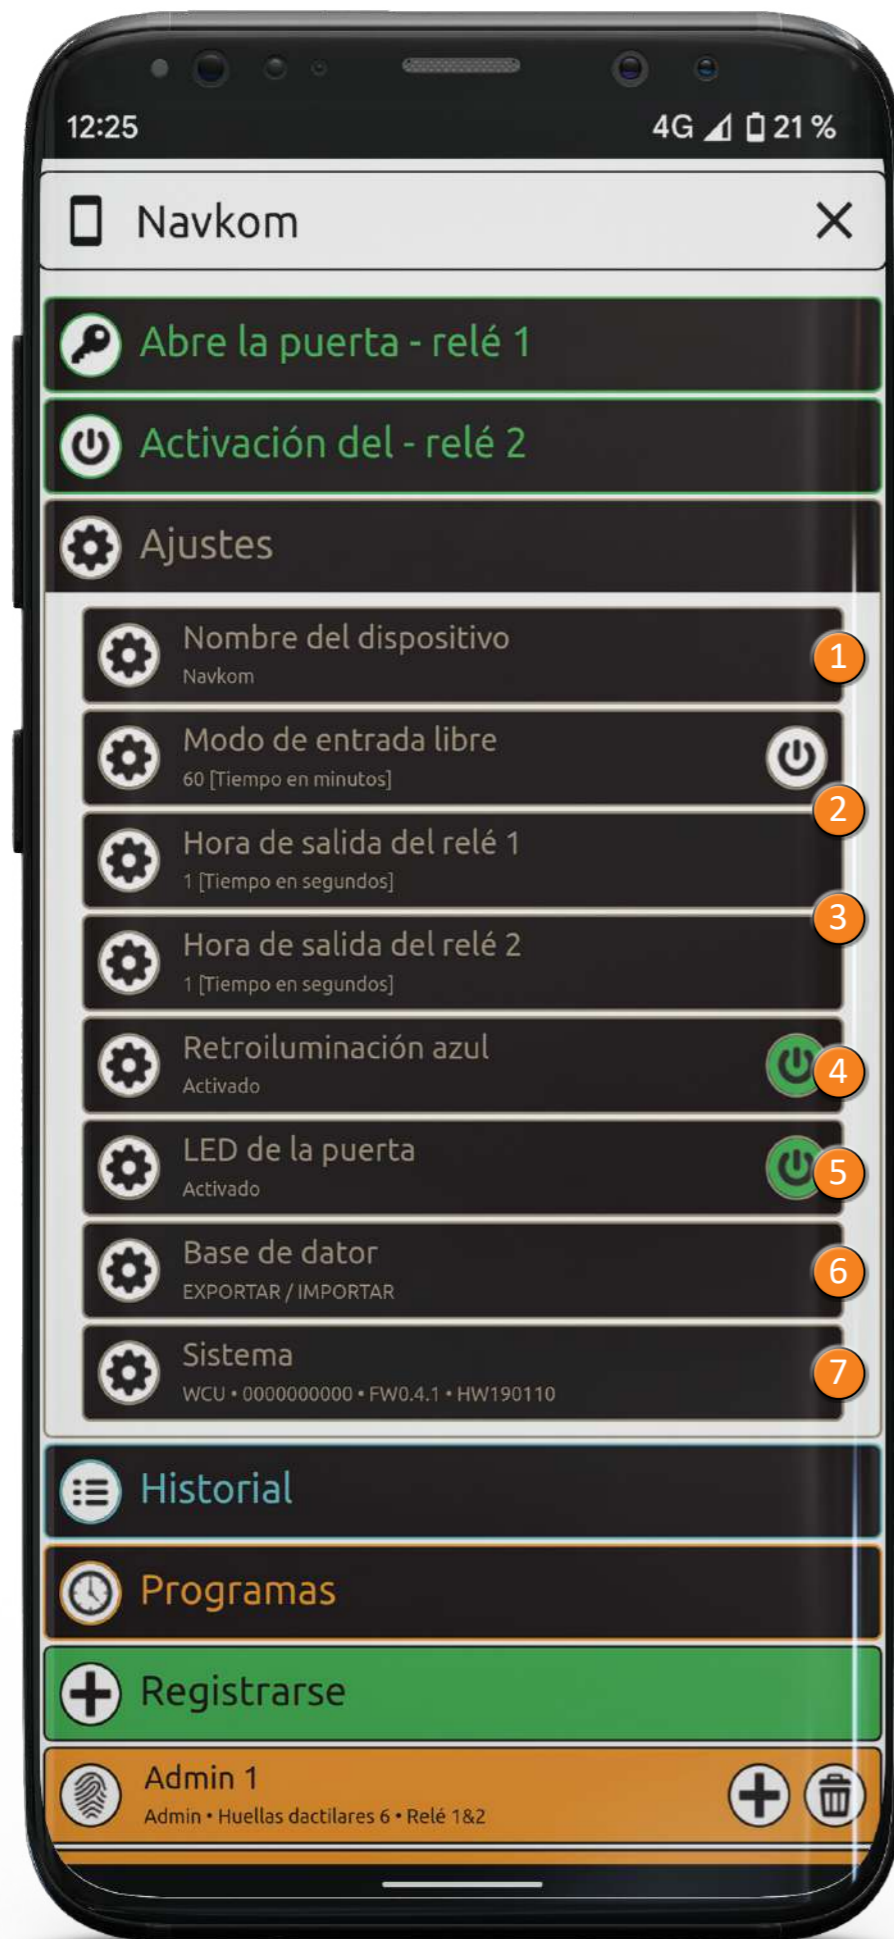 12:25
4G 21 %
Navkom
Abre la puerta - relé 1
Activación del - relé 2
Ajustes
Nombre del dispositivo
Navkom
1
Modo de entrada libre
60 [Tiempo en minutos]
2
Hora de salida del relé 1
1 [Tiempo en segundos]
3
Hora de salida del relé 2
1 [Tiempo en segundos]
Retroiluminación azul
Activado
4
LED de la puerta
Activado
5
Base de dator
EXPORTAR / IMPORTAR
6
Sistema
WCU • 0000000000 • FW0.4.1 • HW190110
7
Historial
Programas
Registrarse
Admin 1
Admin • Huellas dactilares 6 • Relé 1&2